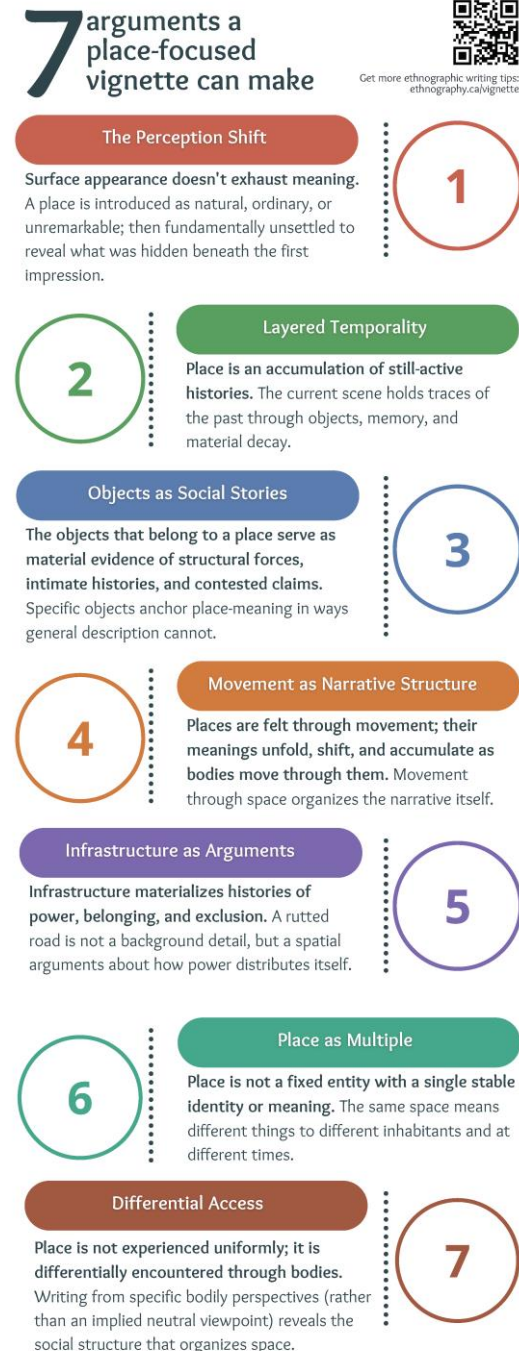 7 arguments a
place-focused
vignette can make
Get more ethnographic writing tips:
ethnography.ca/vignette
The Perception Shift
Surface appearance doesn't exhaust meaning.
A place is introduced as natural, ordinary, or
unremarkable; then fundamentally unsettled to
reveal what was hidden beneath the first
impression.
1
Layered Temporality
2
Place is an accumulation of still-active
histories. The current scene holds traces of
the past through objects, memory, and
material decay.
Objects as Social Stories
The objects that belong to a place serve as
material evidence of structural forces,
intimate histories, and contested claims.
Specific objects anchor place-meaning in ways
general description cannot.
3
Movement as Narrative Structure
4
Places are felt through movement; their
meanings unfold, shift, and accumulate as
bodies move through them. Movement
through space organizes the narrative itself.
Infrastructure as Arguments
Infrastructure materializes histories of
power, belonging, and exclusion. A rutted
road is not a background detail, but a spatial
arguments about how power distributes itself.
5
Place as Multiple
6
Place is not a fixed entity with a single stable
identity or meaning. The same space means
different things to different inhabitants and at
different times.
Differential Access
Place is not experienced uniformly; it is
differentially encountered through bodies.
Writing from specific bodily perspectives (rather
than an implied neutral viewpoint) reveals the
social structure that organizes space.
7